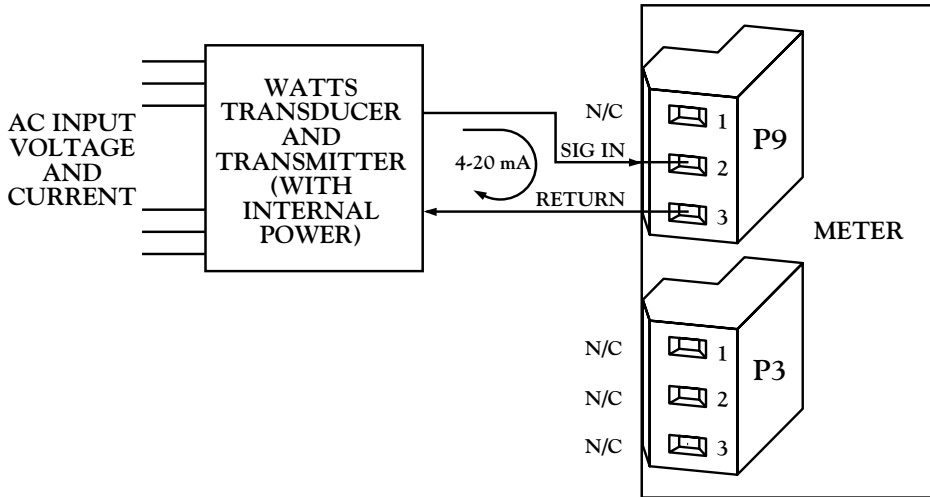 AC INPUT
VOLTAGE
AND
CURRENT
WATTS
TRANSDUCER
AND
TRANSMITTER
(WITH
INTERNAL
POWER)
4-20 mA
N/C
SIG IN
RETURN
1
2
3
P9
METER
N/C
N/C
N/C
1
2
3
P3